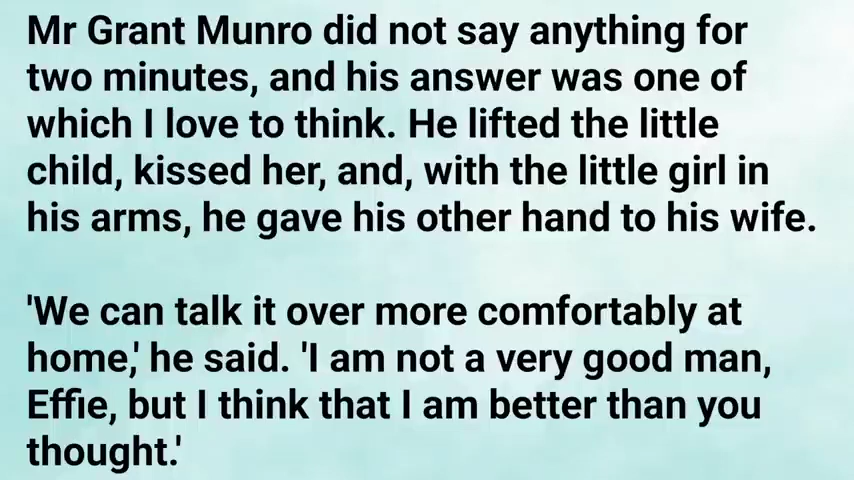 Mr Grant Munro did not say anything for
two minutes, and his answer was one of
which I love to think. He lifted the little
child, kissed her, and, with the little girl in
his arms, he gave his other hand to his wife.
'We can talk it over more comfortably at
home,' he said. 'I am not a very good man,
Effie, but I think that I am better than you
thought.'